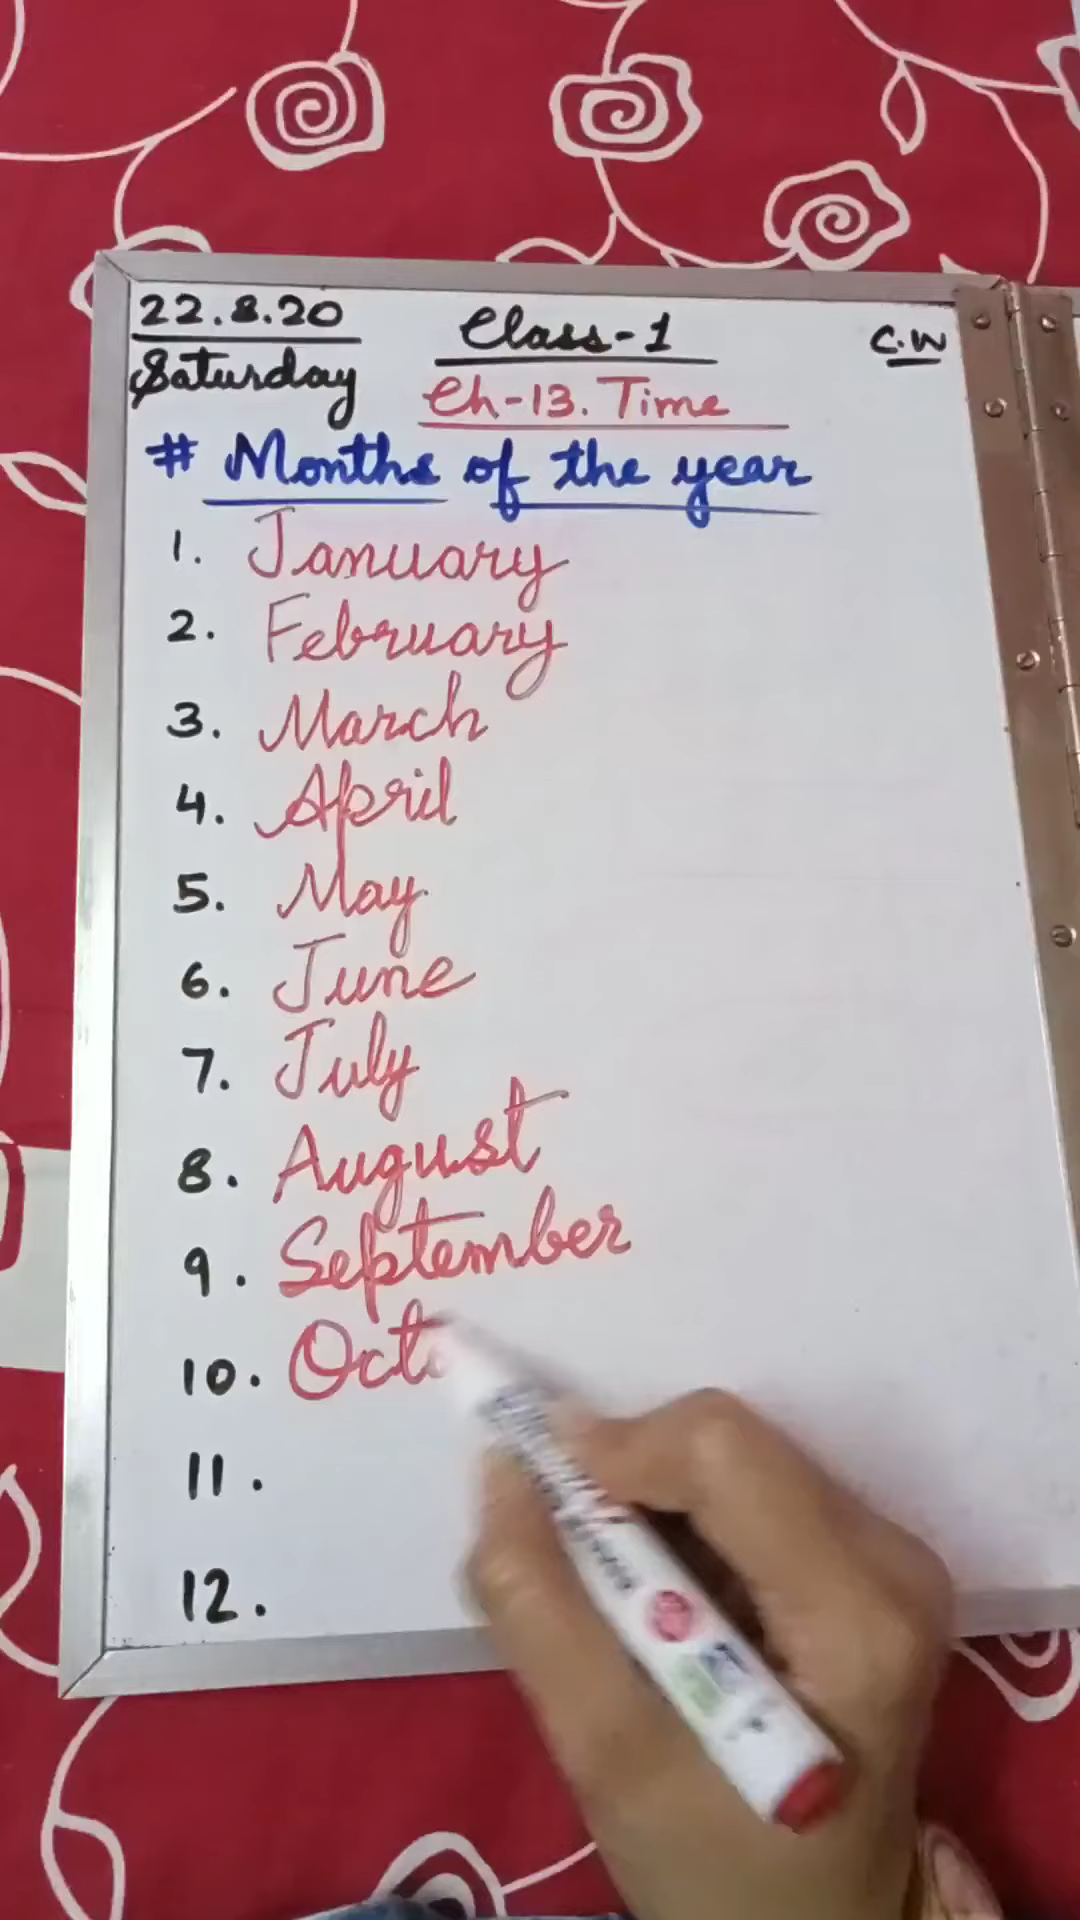 22.8.20 Class-1 C.W
Saturday Ch-13. Time
# Months of the year
1. January
2. February
3. March
4. April
5. May
6. June
7. July
8. August
9. September
10. Octo
11.
12.